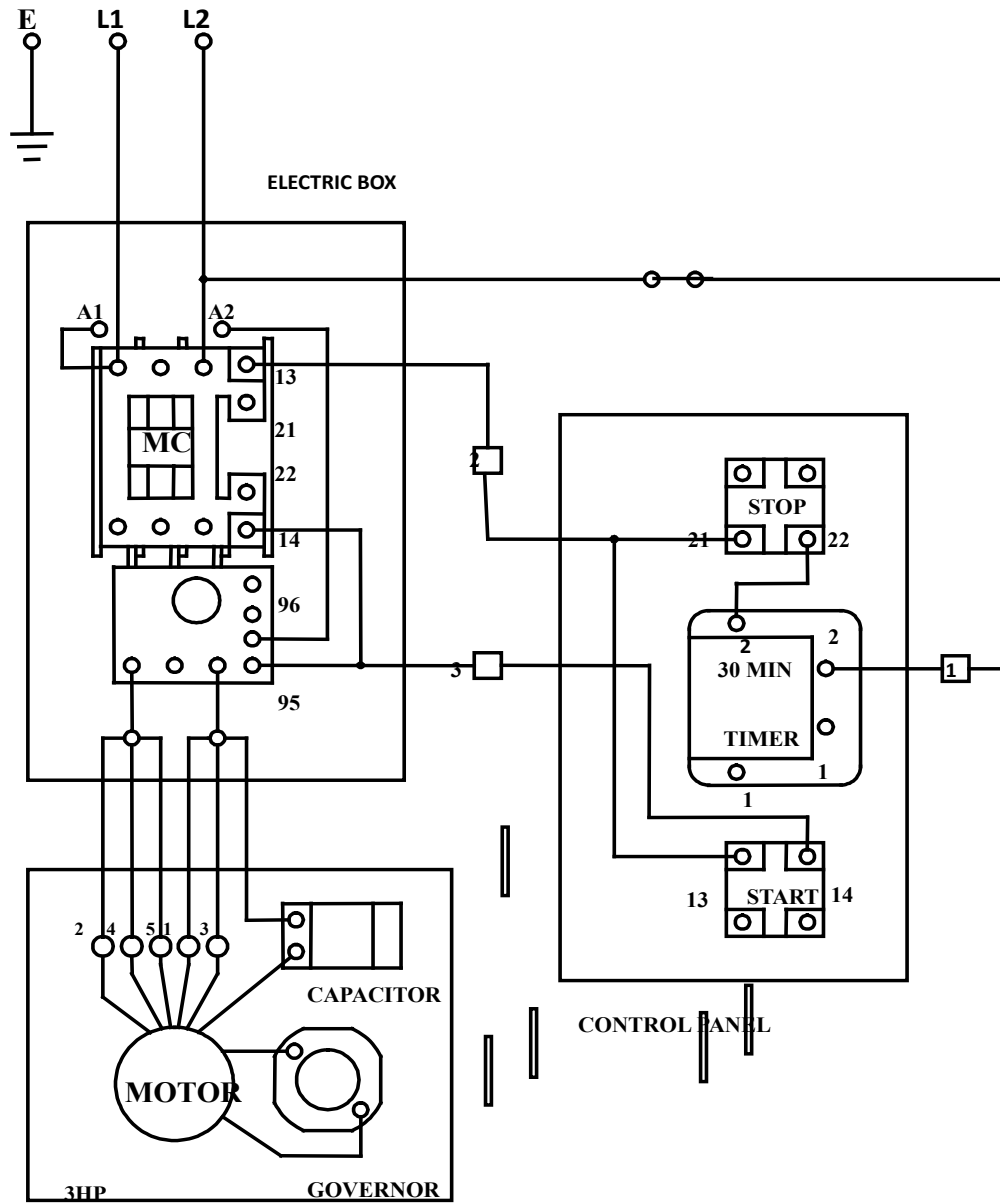 E L1 L2
ELECTRIC BOX
A1 A2
13
21
MC
22
2
14
STOP
21 22
96
2
2
30 MIN
3
1
95
TIMER
1
1
13 START 14
2 4 5 1 3
CAPACITOR
CONTROL PANEL
MOTOR
3HP
GOVERNOR